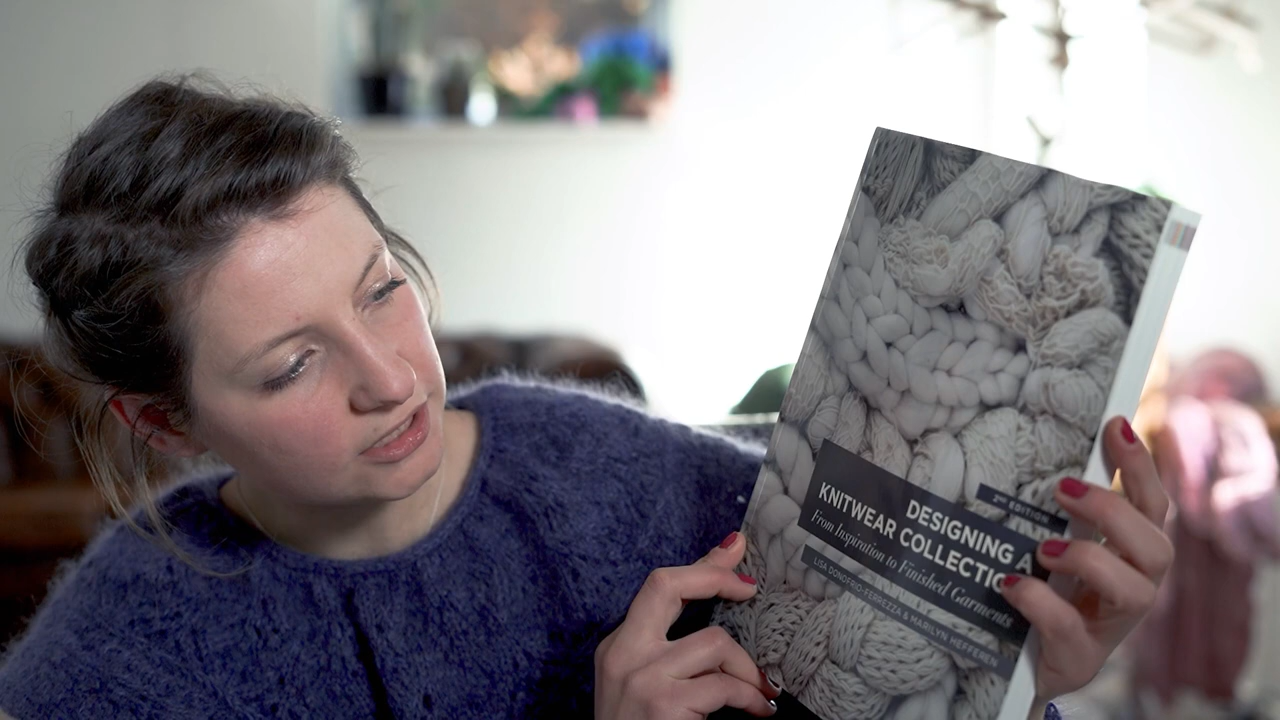 2ND EDITION
DESIGNING A
KNITWEAR COLLECTIO
From Inspiration to Finished Garments
LISA DONOFRIO-FERREZZA & MARILYN HEFFEREN